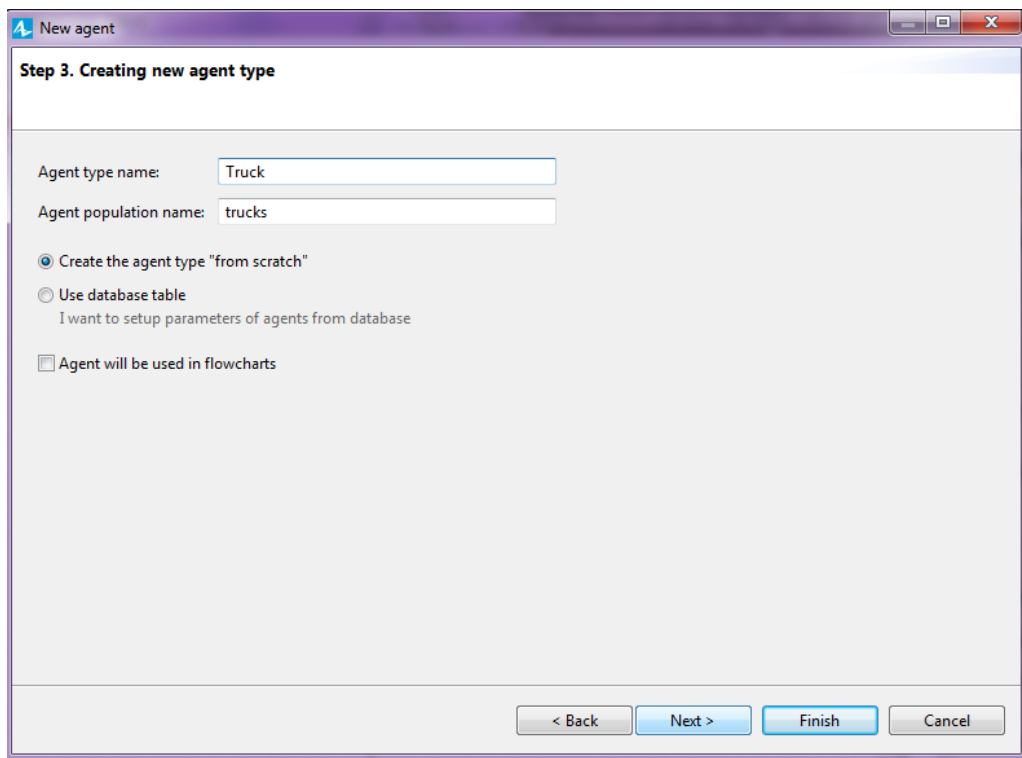 New agent
Step 3. Creating new agent type
Agent type name: Truck
Agent population name: trucks
Create the agent type "from scratch"
Use database table
I want to setup parameters of agents from database
Agent will be used in flowcharts
< Back Next > Finish Cancel